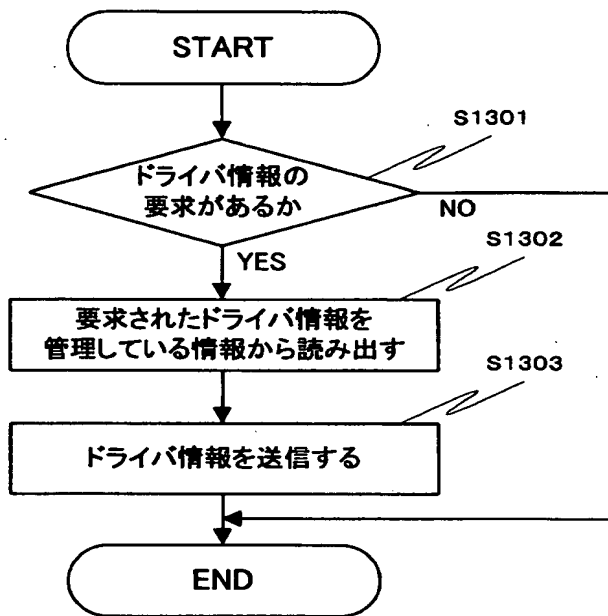 START
S1301
ドライバ情報の
要求があるか
NO
YES
S1302
要求されたドライバ情報を
管理している情報から読み出す
S1303
ドライバ情報を送信する
END